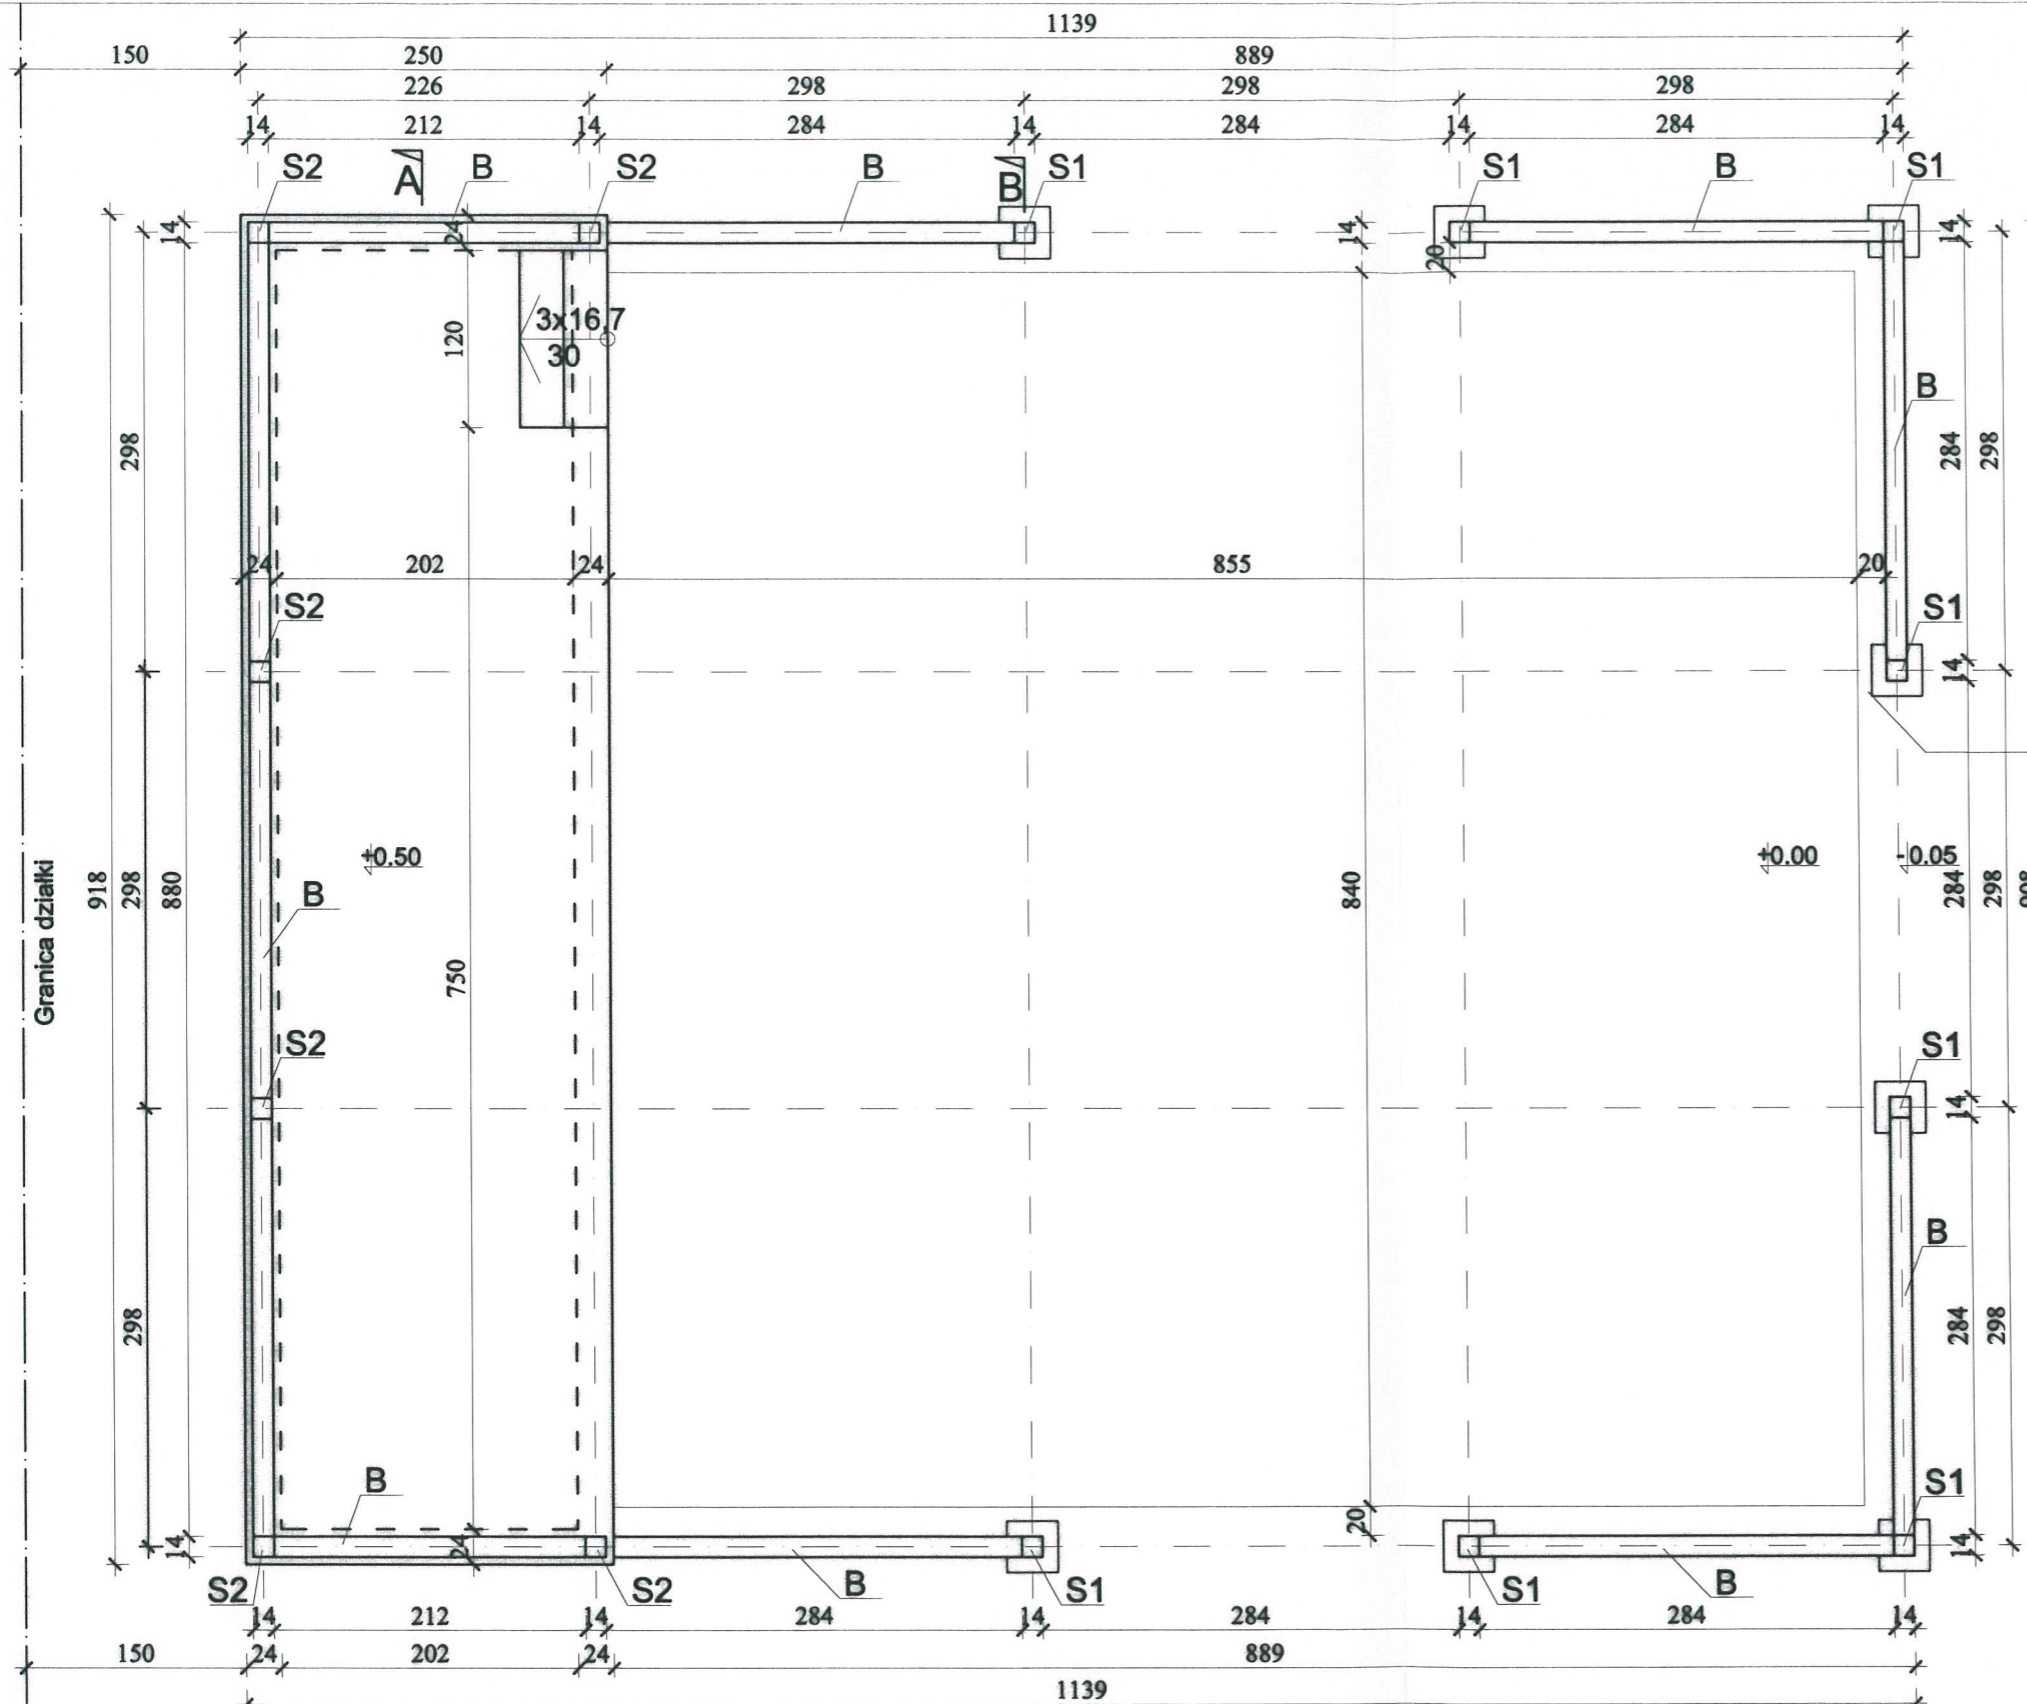 1139
150 250 889
226 298 298 298
14 212 14 284 14 284 14 284 14
S2 A B S2 B B S1 S1 B S1
14 24 14 20 14
3x16,7
30
120
B
298 284 298
24 202 24 855 20
S2 S1
14
+0.50 ±0.00 -0.05
Granica działki
918 298 880 B 840 284 298
750
S2 S1
14
B
298 284 298
B S1
20
14 24 14
S2 S2 B S1 S1 B
14 212 14 284 14 284 14 284 14
150 24 202 24 889
1139